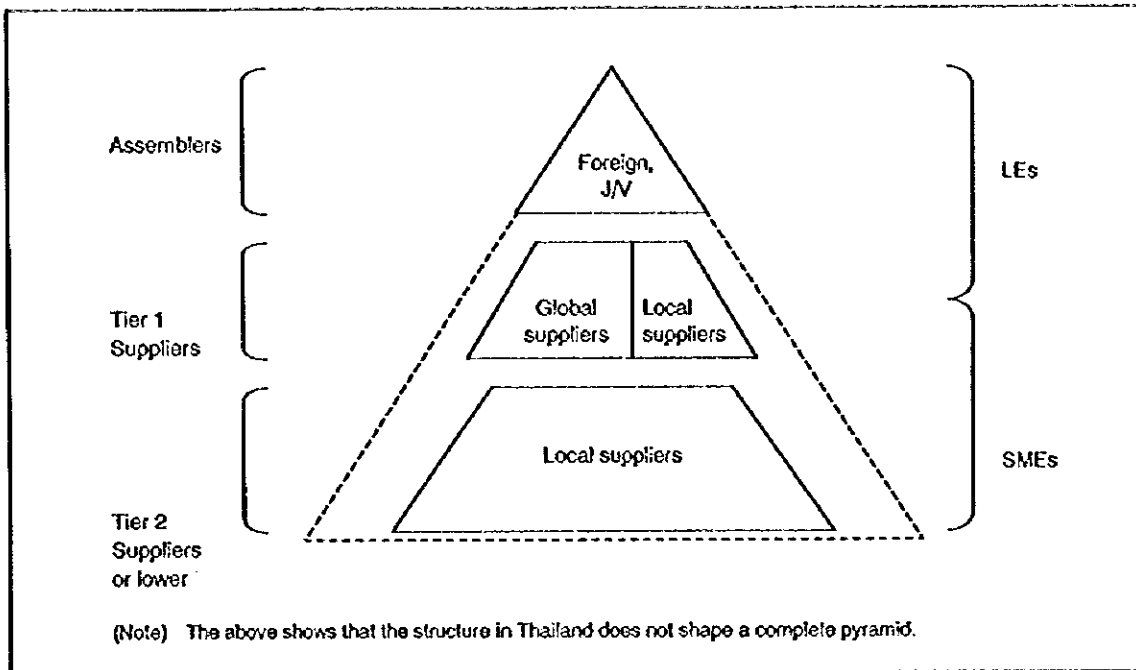 Assemblers
Foreign,
J/V
LEs
Tier 1
Suppliers
Global
suppliers
Local
suppliers
Tier 2
Suppliers
or lower
Local suppliers
SMEs
(Note) The above shows that the structure in Thailand does not shape a complete pyramid.